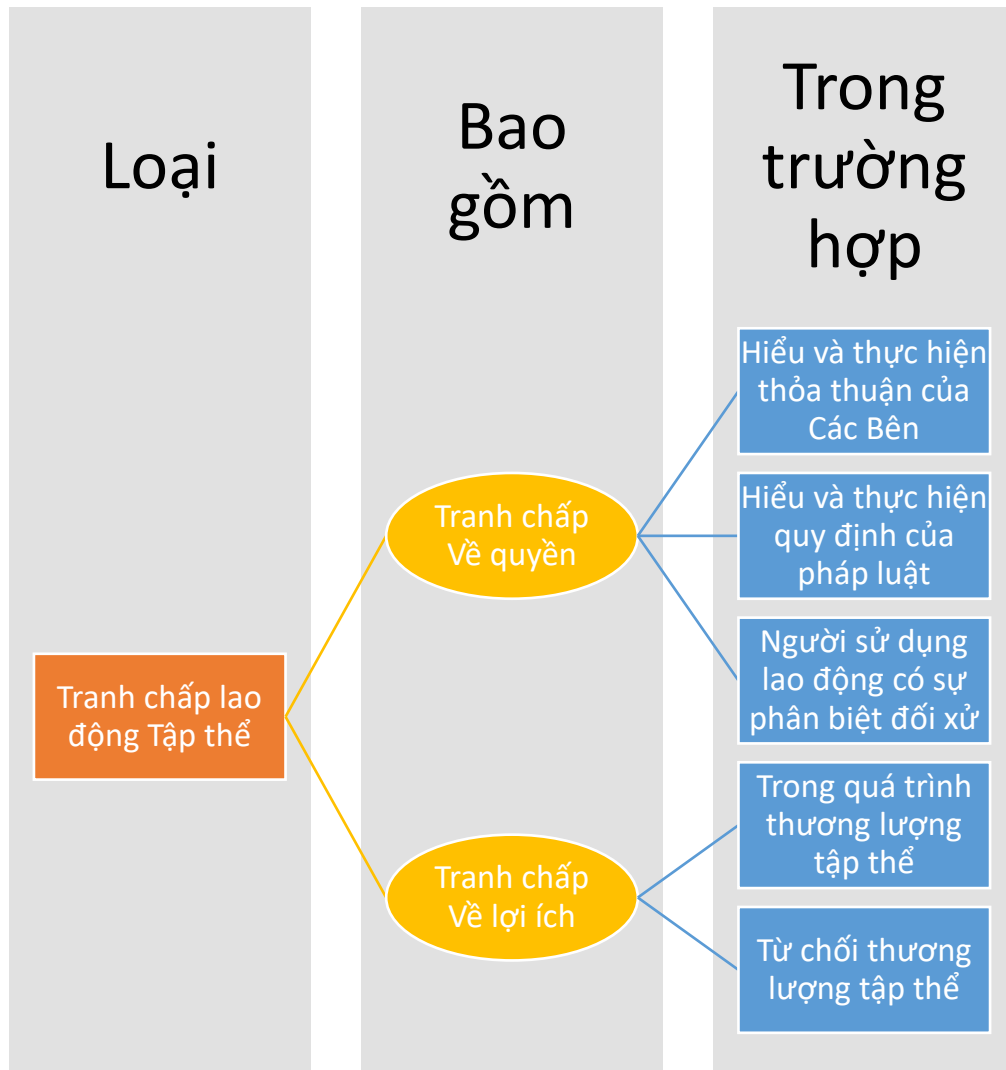 Loại
Bao
gồm
Trong
trường
hợp
Tranh chấp lao
động Tập thể
Tranh chấp
Về quyền
Tranh chấp
Về lợi ích
Hiểu và thực hiện
thỏa thuận của
Các Bên
Hiểu và thực hiện
quy định của
pháp luật
Người sử dụng
lao động có sự
phân biệt đối xử
Trong quá trình
thương lượng
tập thể
Từ chối thương
lượng tập thể